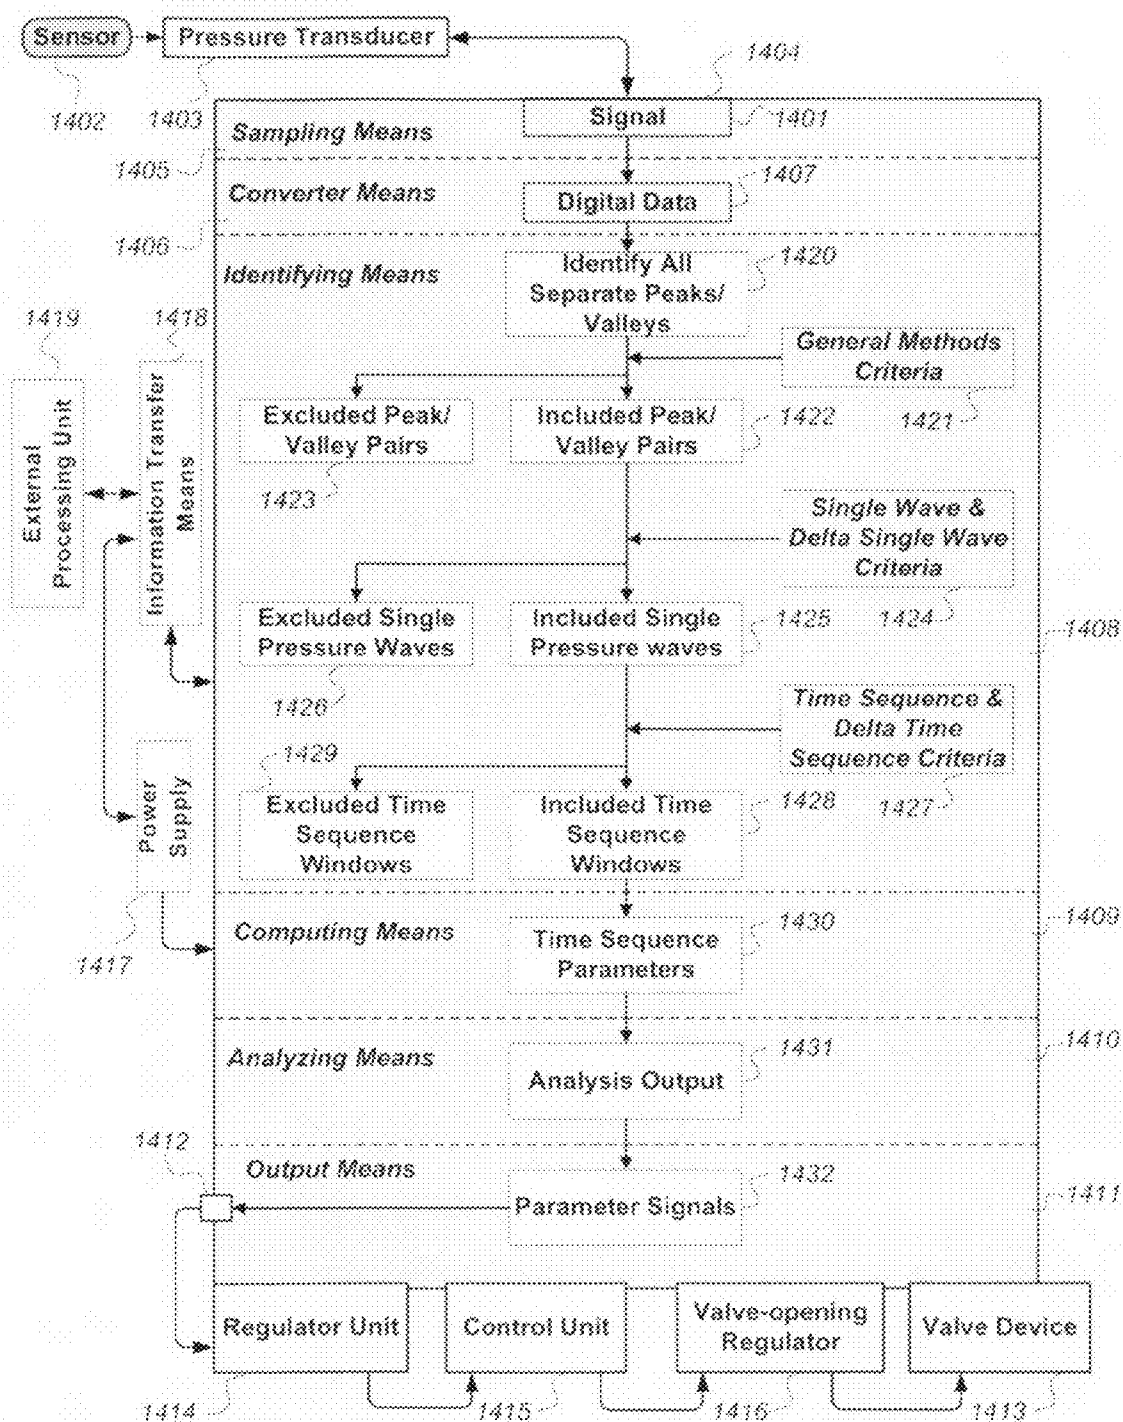 Sensor
Pressure Transducer
1404
1402
1403
Signal
1401
Sampling Means
1405
1407
Converter Means
Digital Data
1406
1420
Identifying Means
Identify All
Separate Peaks/
Valleys
1419
1418
General Methods
Criteria
1421
External
Processing Unit
Information Transfer
Means
Excluded Peak/
Valley Pairs
Included Peak/
Valley Pairs
1422
1423
Single Wave &
Delta Single Wave
Criteria
1424
Excluded Single
Pressure Waves
Included Single
Pressure waves
1425
1408
1426
Time Sequence &
Delta Time
Sequence Criteria
1427
1429
Power
Supply
Excluded Time
Sequence
Windows
Included Time
Sequence
Windows
1428
1417
Computing Means
Time Sequence
Parameters
1430
1409
Analyzing Means
Analysis Output
1431
1410
1412
Output Means
Parameter Signals
1432
1411
Regulator Unit
Control Unit
Valve-opening
Regulator
Valve Device
1414
1415
1416
1413